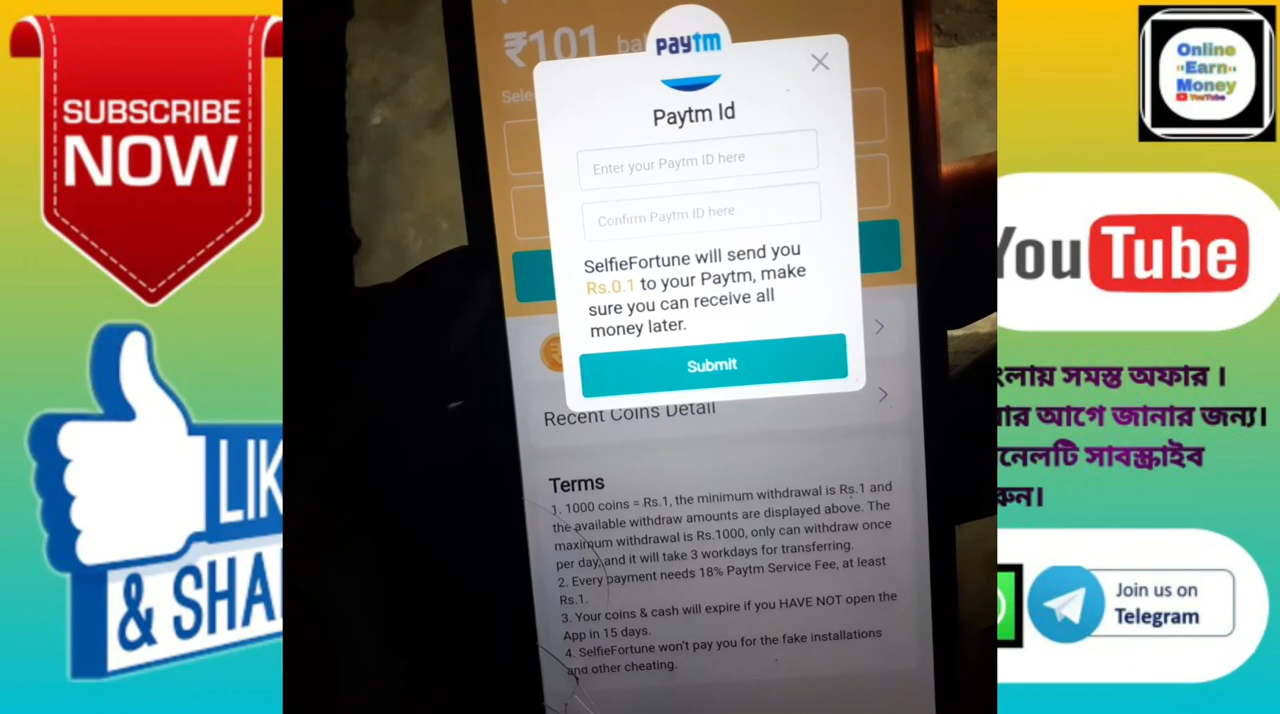 SUBSCRIBE
NOW
LIK
& SHA
₹101
paytm
Paytm Id
Enter your Paytm ID here
Confirm Paytm ID here
SelfieFortune will send you
Rs.0.1 to your Paytm, make
sure you can receive all
money later.
Submit
Recent Coins Detail
Terms
1. 1000 coins = Rs.1, the minimum withdrawal is Rs.1 and
the available withdraw amounts are displayed above. The
maximum withdrawal is Rs.1000, only can withdraw once
per day, and it will take 3 workdays for transferring.
2. Every payment needs 18% Paytm Service Fee, at least
Rs.1.
3. Your coins & cash will expire if you HAVE NOT open the
App in 15 days.
4. SelfieFortune won't pay you for the fake installations
and other cheating.
Online
Earn
Money
YouTube
YouTube
ংলায় সমস্ত অফার ।
ার আগে জানার জন্য।
নেলটি সাবস্ক্রাইব
রুন।
Join us on
Telegram